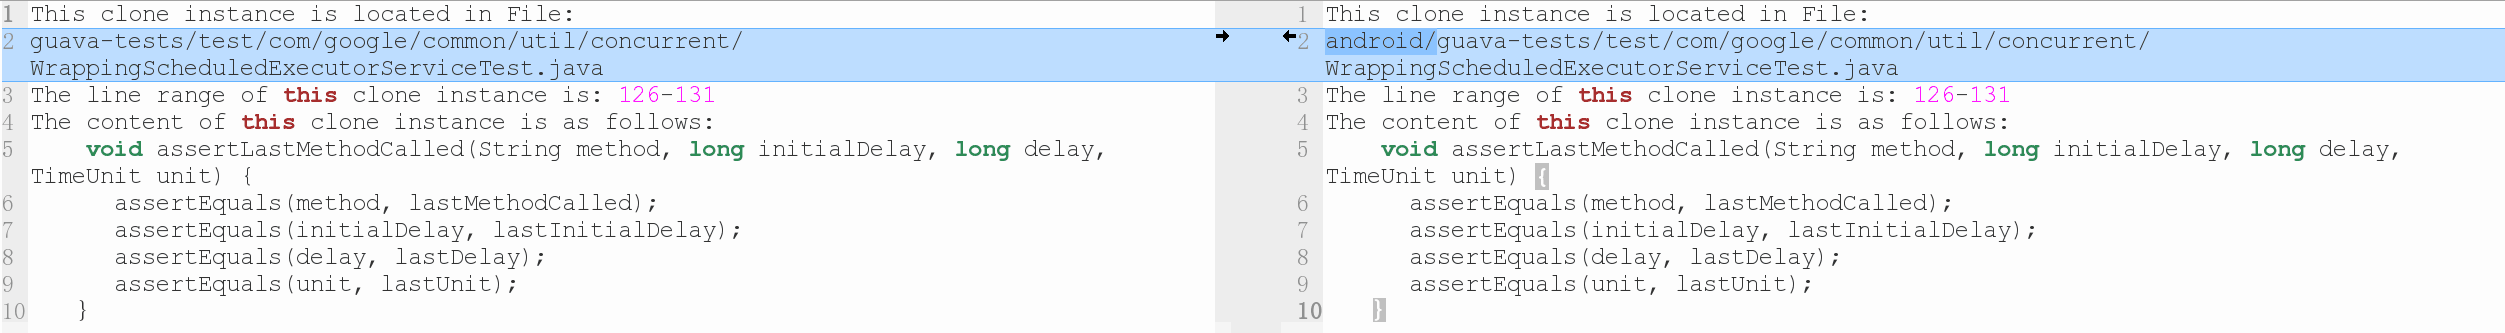 1 This clone instance is located in File:
2 guava-tests/test/com/google/common/util/concurrent/
WrappingScheduledExecutorServiceTest.java
3 The line range of this clone instance is: 126-131
4 The content of this clone instance is as follows:
5 void assertLastMethodCalled(String method, long initialDelay, long delay,
TimeUnit unit) {
6 assertEquals(method, lastMethodCalled);
7 assertEquals(initialDelay, lastInitialDelay);
8 assertEquals(delay, lastDelay);
9 assertEquals(unit, lastUnit);
10 }
1 This clone instance is located in File:
2 android/guava-tests/test/com/google/common/util/concurrent/
WrappingScheduledExecutorServiceTest.java
3 The line range of this clone instance is: 126-131
4 The content of this clone instance is as follows:
5 void assertLastMethodCalled(String method, long initialDelay, long delay,
TimeUnit unit) {
6 assertEquals(method, lastMethodCalled);
7 assertEquals(initialDelay, lastInitialDelay);
8 assertEquals(delay, lastDelay);
9 assertEquals(unit, lastUnit);
10 }